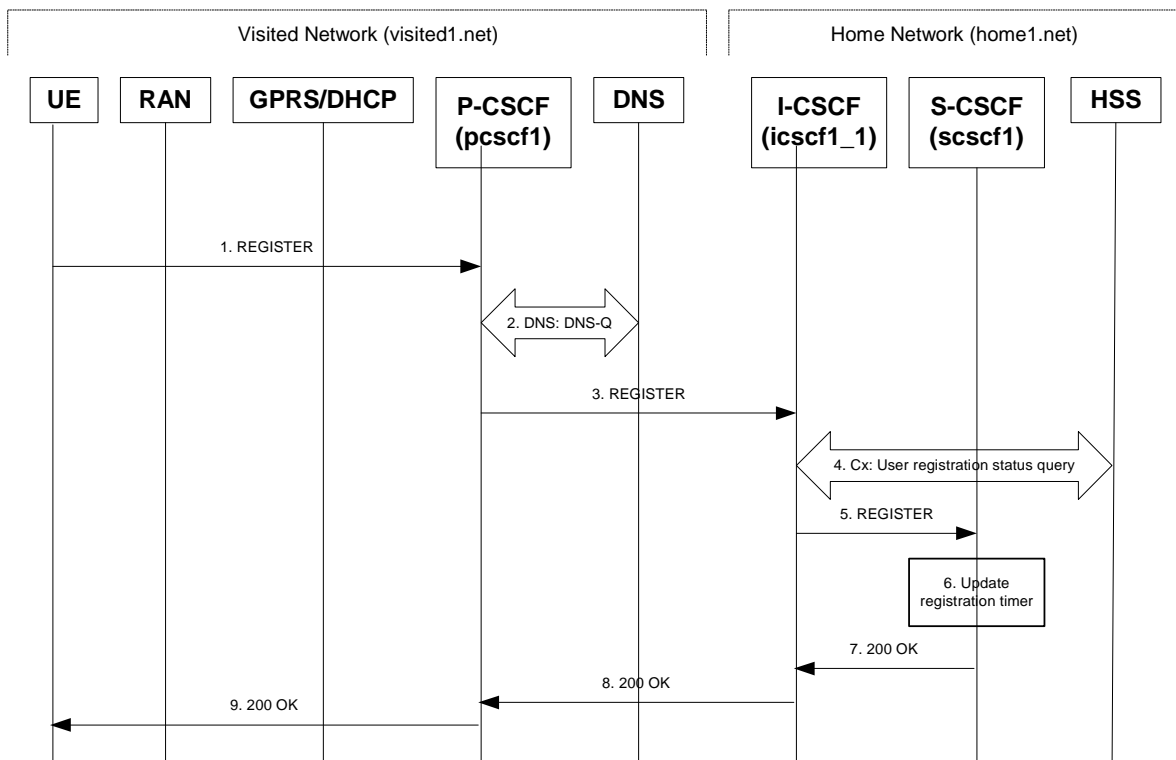 Visited Network (visited1.net)
Home Network (home1.net)
UE
RAN
GPRS/DHCP
P-CSCF
(pcscf1)
DNS
I-CSCF
(icscf1_1)
S-CSCF
(scscf1)
HSS
1. REGISTER
2. DNS: DNS-Q
3. REGISTER
4. Cx: User registration status query
5. REGISTER
6. Update
registration timer
7. 200 OK
8. 200 OK
9. 200 OK